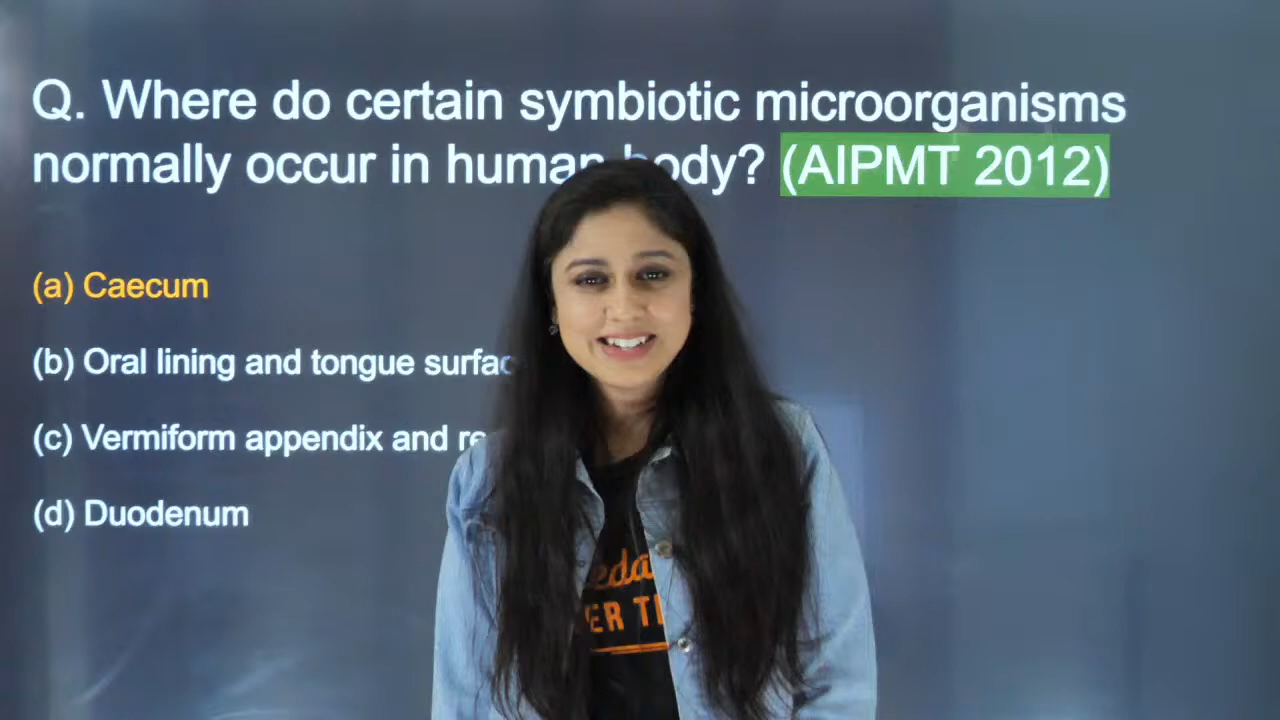 Q. Where do certain symbiotic microorganisms
normally occur in human body? (AIPMT 2012)
(a) Caecum
(b) Oral lining and tongue
(c) Vermiform appendix and
(d) Duodenum